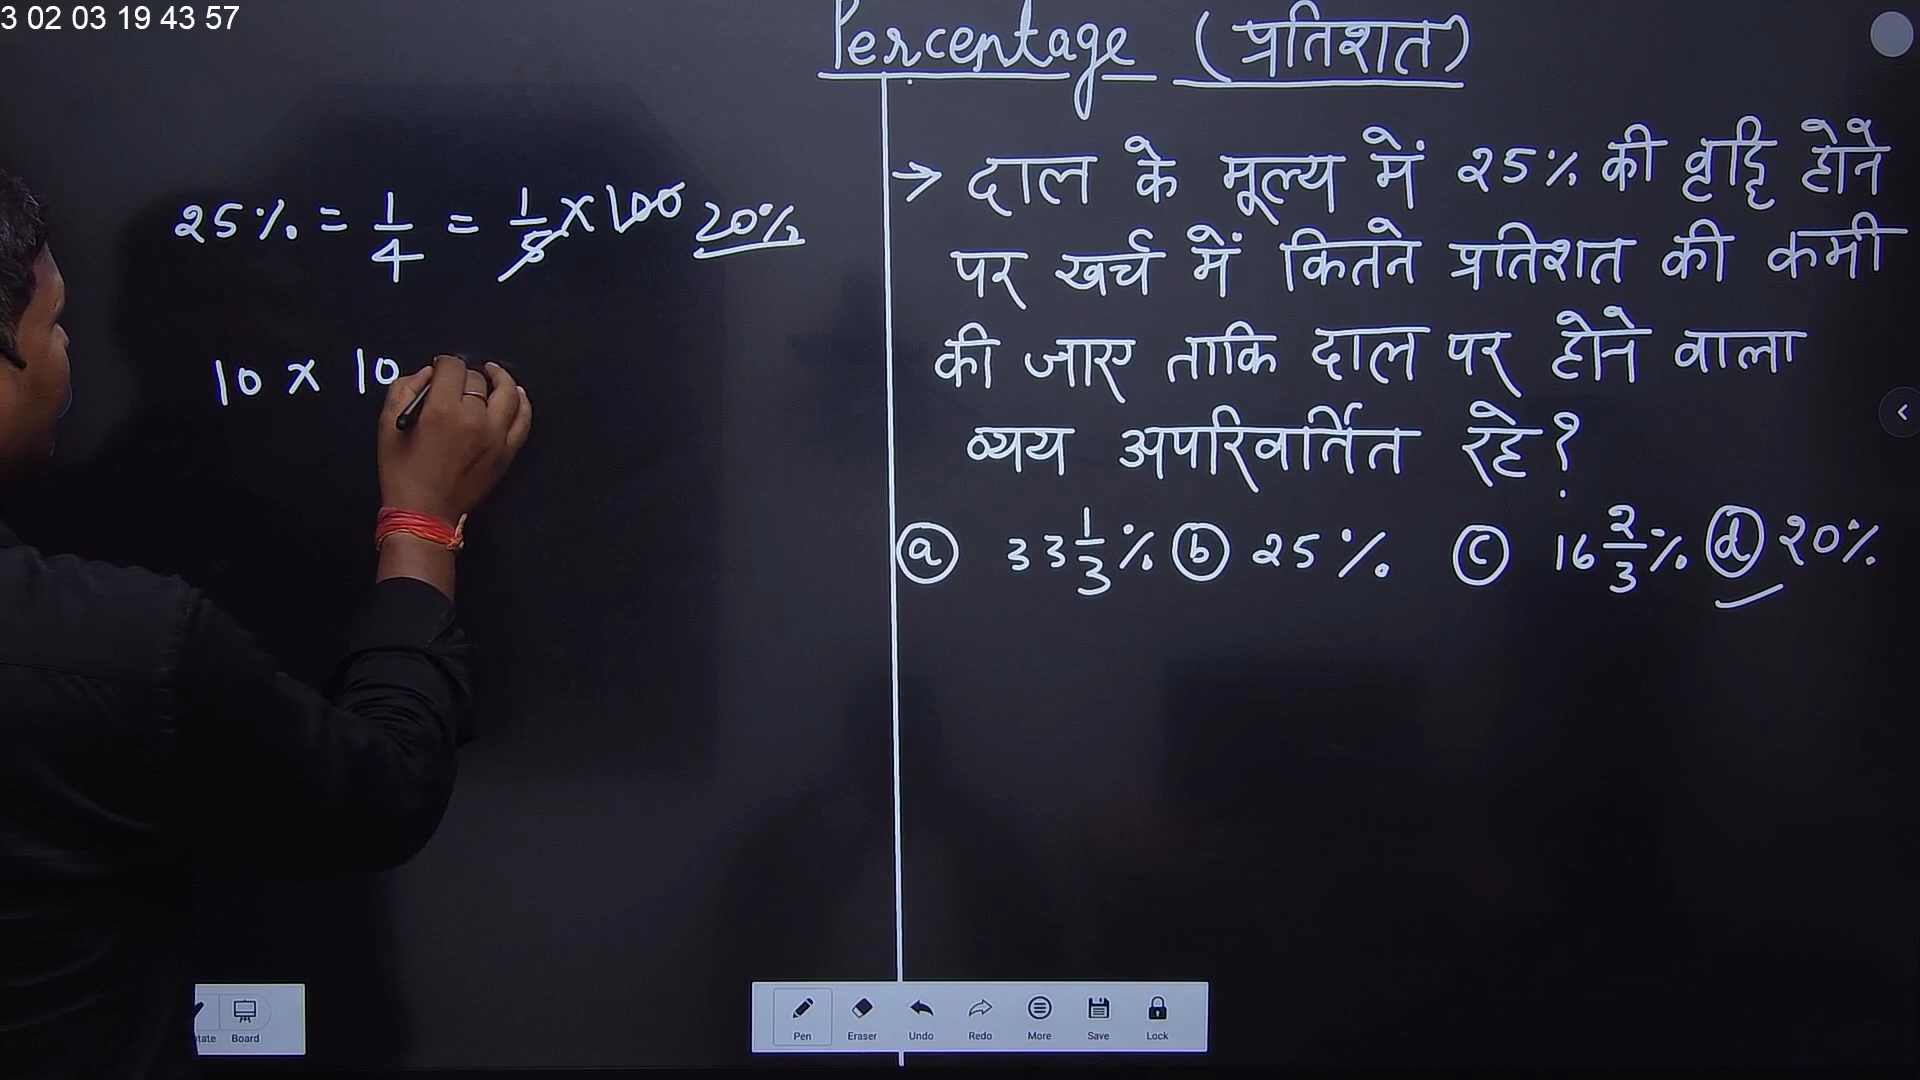 3 02 03 19 43 57
Percentage (प्रतिशत)
25% = 1/4 = 1/5 × 100 20%
10 × 10
→ दाल के मूल्य में 25% की वृद्धि होने
पर खर्च में कितने प्रतिशत की कमी
की जाए ताकि दाल पर होने वाला
व्यय अपरिवर्तित रहे?
(a) 33 1/3 % (b) 25% (c) 16 2/3 % (d) 20%
Board
Pen Eraser Undo Redo More Save Lock